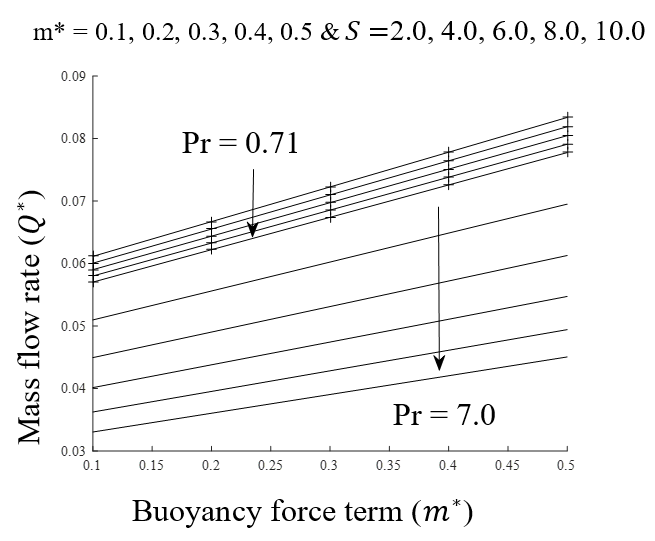 m* = 0.1, 0.2, 0.3, 0.4, 0.5 & S =2.0, 4.0, 6.0, 8.0, 10.0
0.09
0.08
Pr = 0.71
0.07
0.06
0.05
0.04
Pr = 7.0
0.03
0.1 0.15 0.2 0.25 0.3 0.35 0.4 0.45 0.5
Mass flow rate (Q*)
Buoyancy force term (m*)